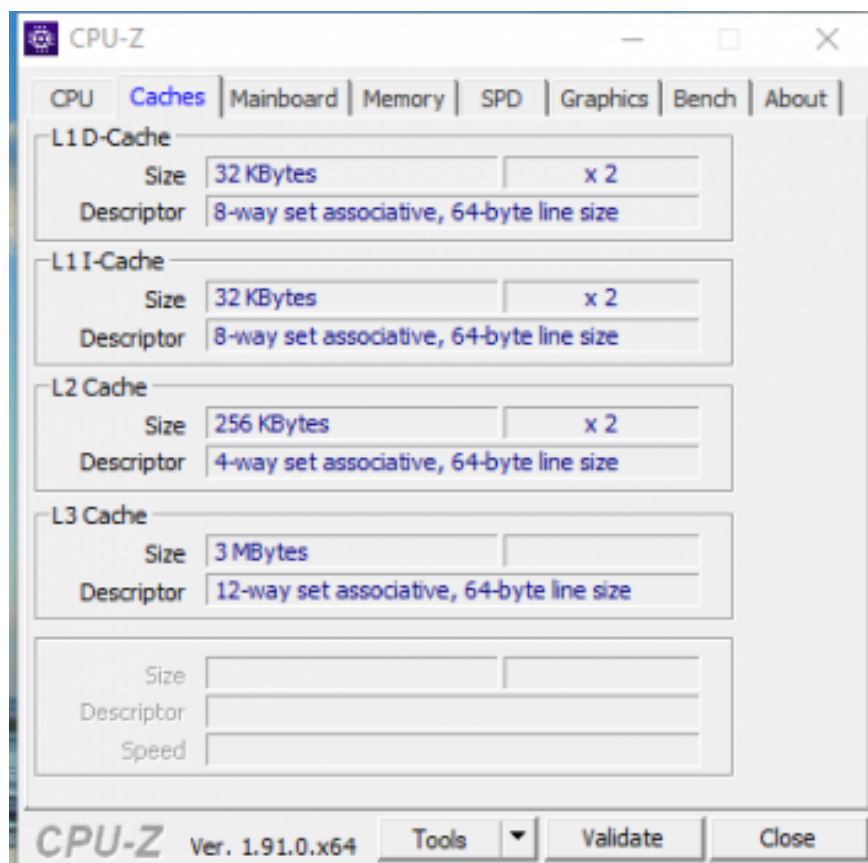 CPU-Z
CPU Caches Mainboard Memory SPD Graphics Bench About
L1 D-Cache
Size 32 KBytes x 2
Descriptor 8-way set associative, 64-byte line size
L1 I-Cache
Size 32 KBytes x 2
Descriptor 8-way set associative, 64-byte line size
L2 Cache
Size 256 KBytes x 2
Descriptor 4-way set associative, 64-byte line size
L3 Cache
Size 3 MBytes
Descriptor 12-way set associative, 64-byte line size
Size
Descriptor
Speed
CPU-Z Ver. 1.91.0.x64 Tools Validate Close